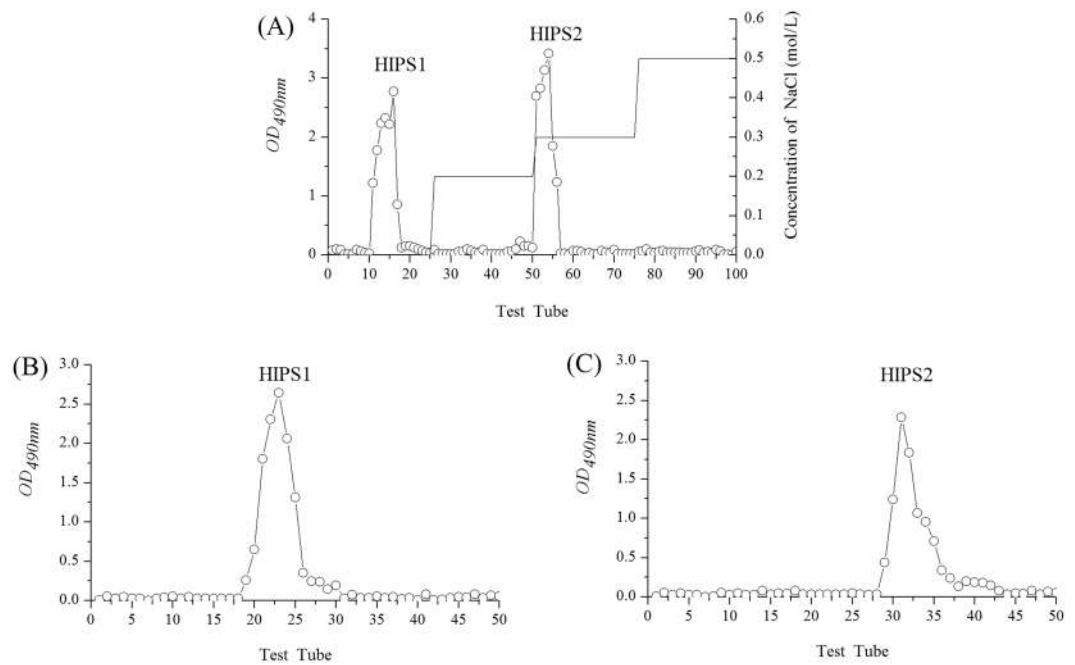 (A)
HIPS1
HIPS2
4
3
2
1
0
OD490nm
0.6
0.5
0.4
0.3
0.2
0.1
0.0
Concentration of NaCl (mol/L)
0 10 20 30 40 50 60 70 80 90 100
Test Tube
(B)
HIPS1
3.0
2.5
2.0
1.5
1.0
0.5
0.0
OD490nm
0 5 10 15 20 25 30 35 40 45 50
Test Tube
(C)
HIPS2
3.0
2.5
2.0
1.5
1.0
0.5
0.0
OD490nm
0 5 10 15 20 25 30 35 40 45 50
Test Tube